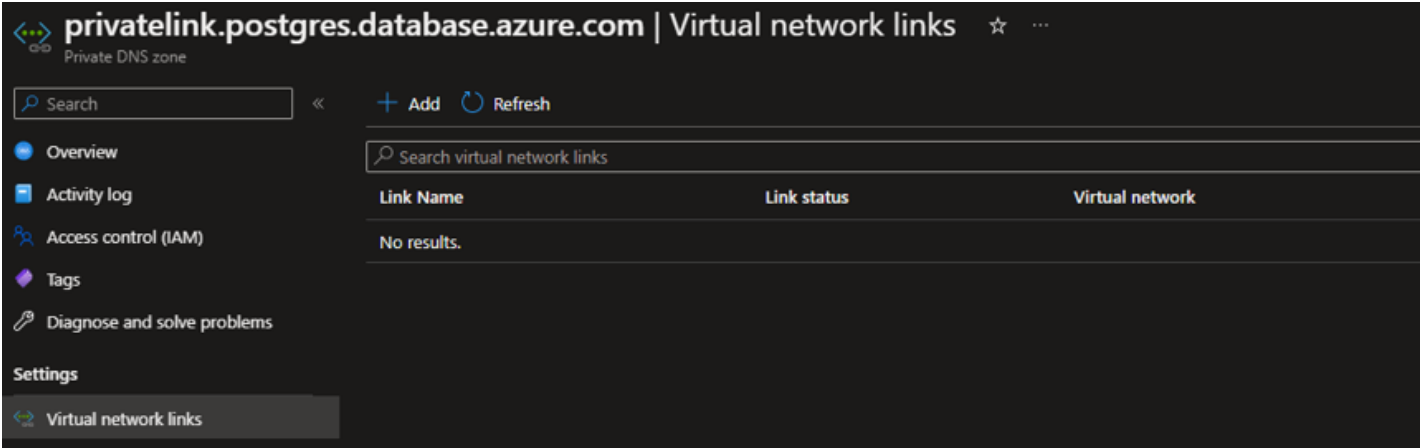 privatelink.postgres.database.azure.com | Virtual network links
Private DNS zone
Search
Add
Refresh
Overview
Search virtual network links
Activity log
Link Name
Link status
Virtual network
Access control (IAM)
No results.
Tags
Diagnose and solve problems
Settings
Virtual network links